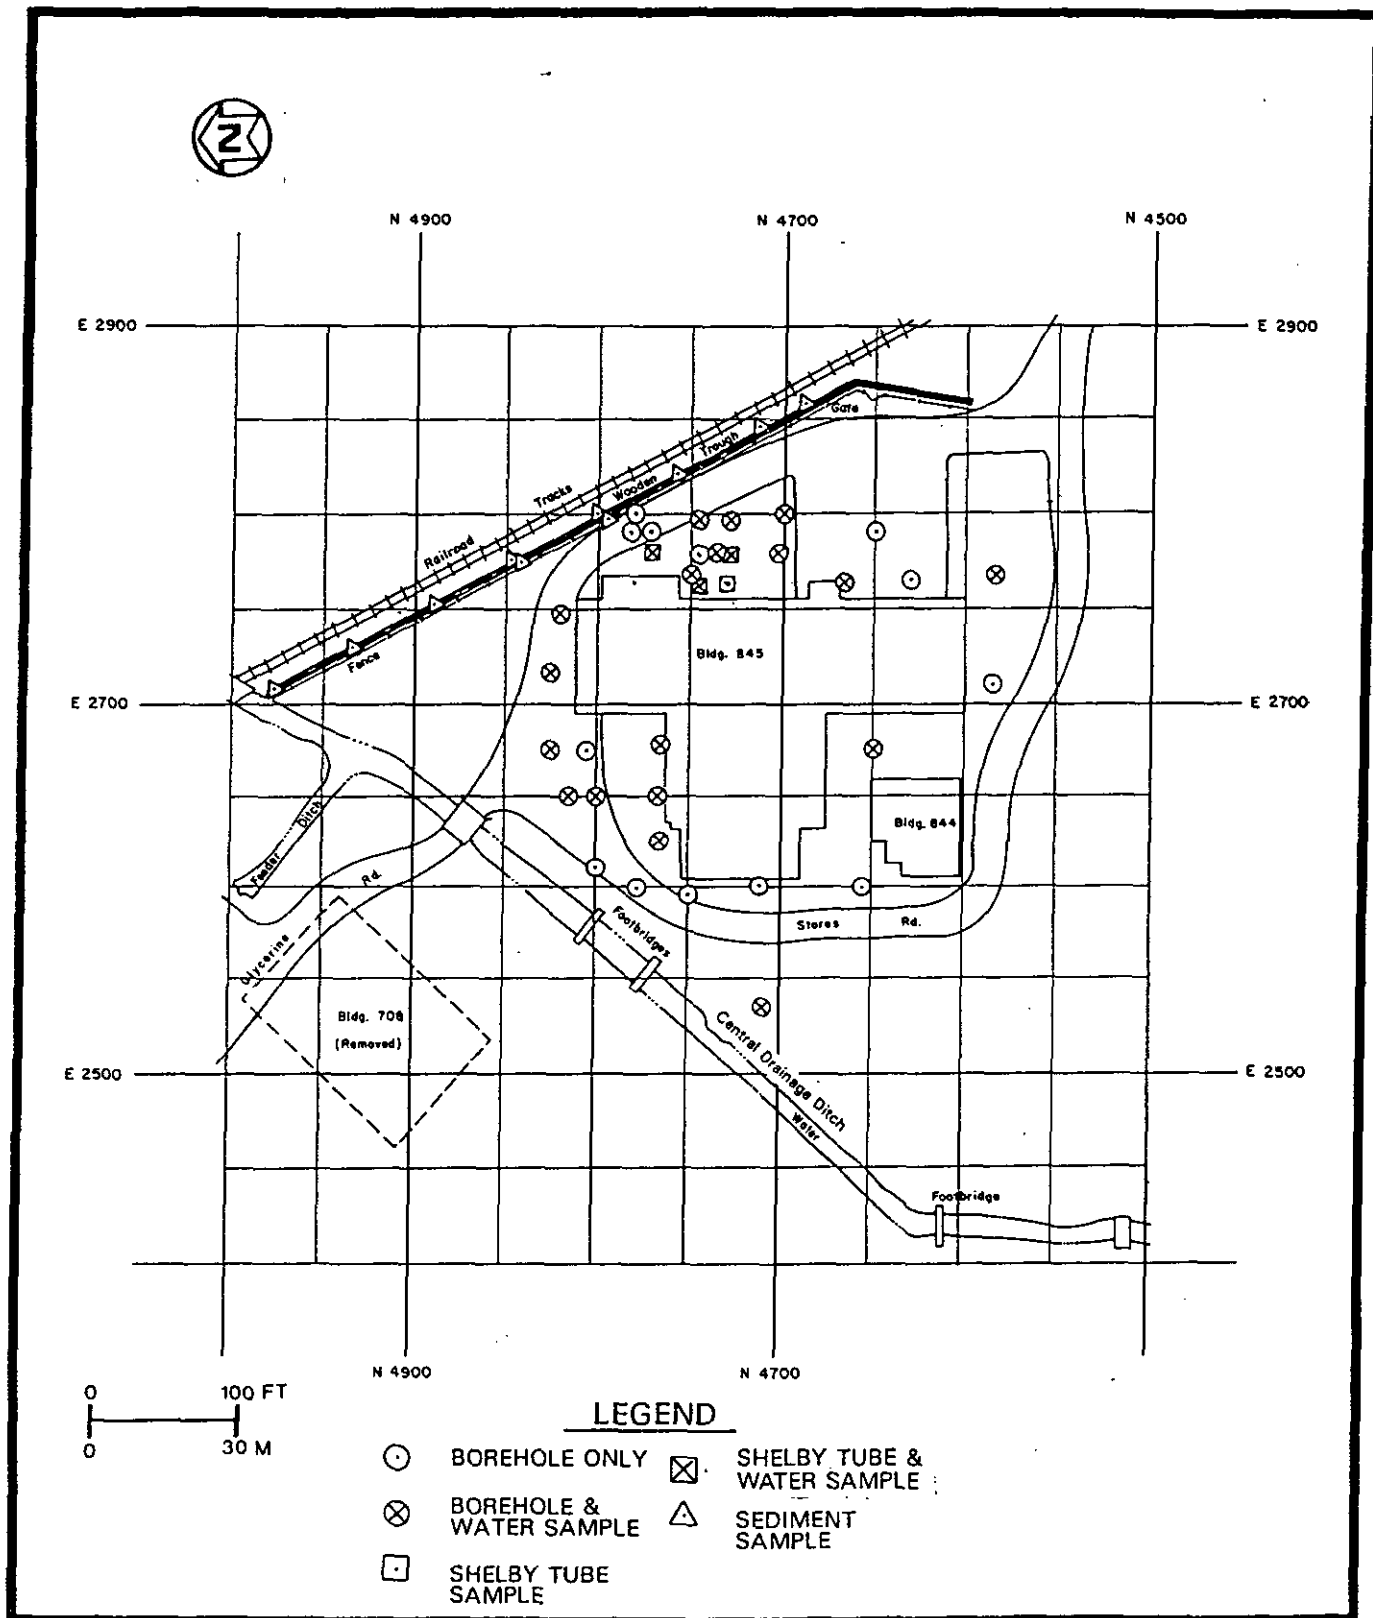 N
N 4900
N 4700
N 4500
E 2900
E 2900
Gate
Trough
Wooden
Tracks
Railroad
Fence
Bldg. 845
E 2700
E 2700
Ditch
Feeder
Bldg. 844
Rd.
Stores Rd.
Footbridges
Glycerine
Bldg. 708
(Removed)
Central Drainage Ditch
Water
E 2500
E 2500
Footbridge
N 4900
N 4700
0 100 FT
0 30 M
LEGEND
BOREHOLE ONLY
BOREHOLE &
WATER SAMPLE
SHELBY TUBE
SAMPLE
SHELBY TUBE &
WATER SAMPLE
SEDIMENT
SAMPLE